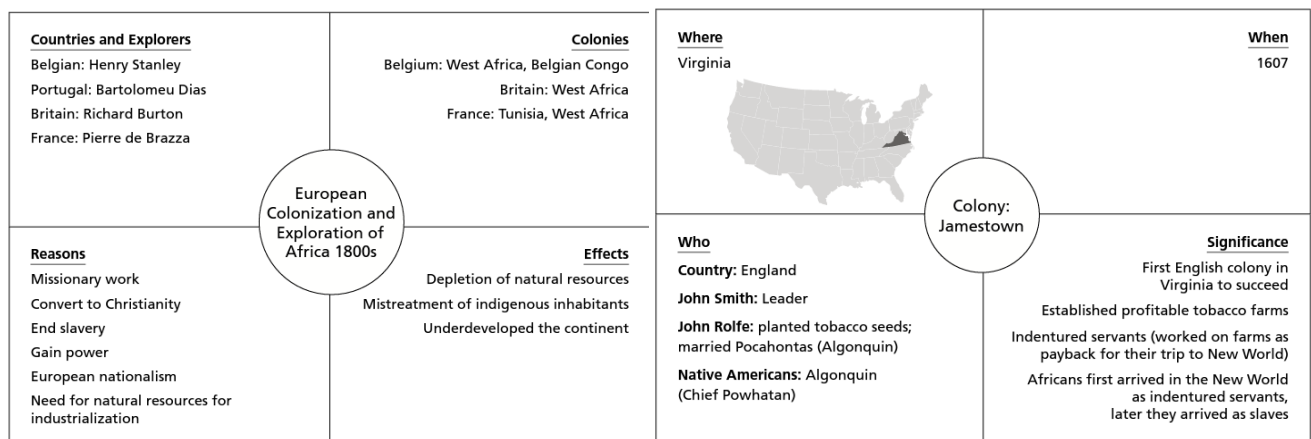 Countries and Explorers
Belgian: Henry Stanley
Portugal: Bartolomeu Dias
Britain: Richard Burton
France: Pierre de Brazza
Colonies
Belgium: West Africa, Belgian Congo
Britain: West Africa
France: Tunisia, West Africa
European
Colonization and
Exploration of
Africa 1800s
Reasons
Missionary work
Convert to Christianity
End slavery
Gain power
European nationalism
Need for natural resources for
industrialization
Effects
Depletion of natural resources
Mistreatment of indigenous inhabitants
Underdeveloped the continent
Where
Virginia
When
1607
Colony:
Jamestown
Who
Country: England
John Smith: Leader
John Rolfe: planted tobacco seeds;
married Pocahontas (Algonquin)
Native Americans: Algonquin
(Chief Powhatan)
Significance
First English colony in
Virginia to succeed
Established profitable tobacco farms
Indentured servants (worked on farms as
payback for their trip to New World)
Africans first arrived in the New World
as indentured servants,
later they arrived as slaves